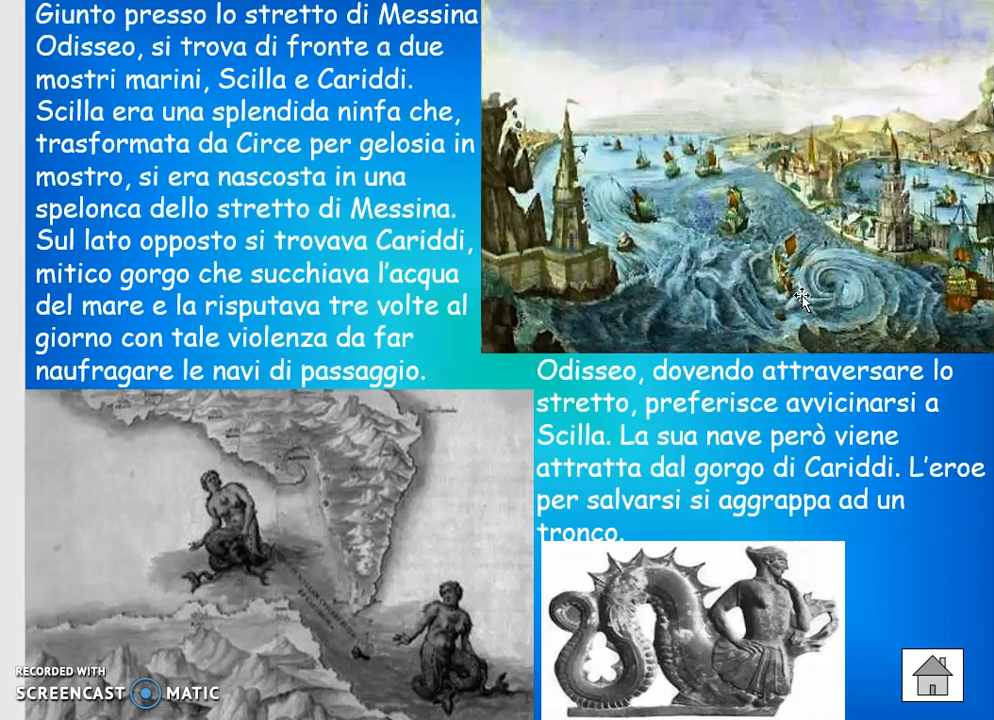 Giunto presso lo stretto di Messina
Odisseo, si trova di fronte a due
mostri marini, Scilla e Cariddi.
Scilla era una splendida ninfa che,
trasformata da Circe per gelosia in
mostro, si era nascosta in una
spelonca dello stretto di Messina.
Sul lato opposto si trovava Cariddi,
mitico gorgo che succhiava l'acqua
del mare e la risputava tre volte al
giorno con tale violenza da far
naufragare le navi di passaggio.
Odisseo, dovendo attraversare lo
stretto, preferisce avvicinarsi a
Scilla. La sua nave però viene
attratta dal gorgo di Cariddi. L'eroe
per salvarsi si aggrappa ad un
tronco.
RECORDED WITH
SCREENCAST MATIC